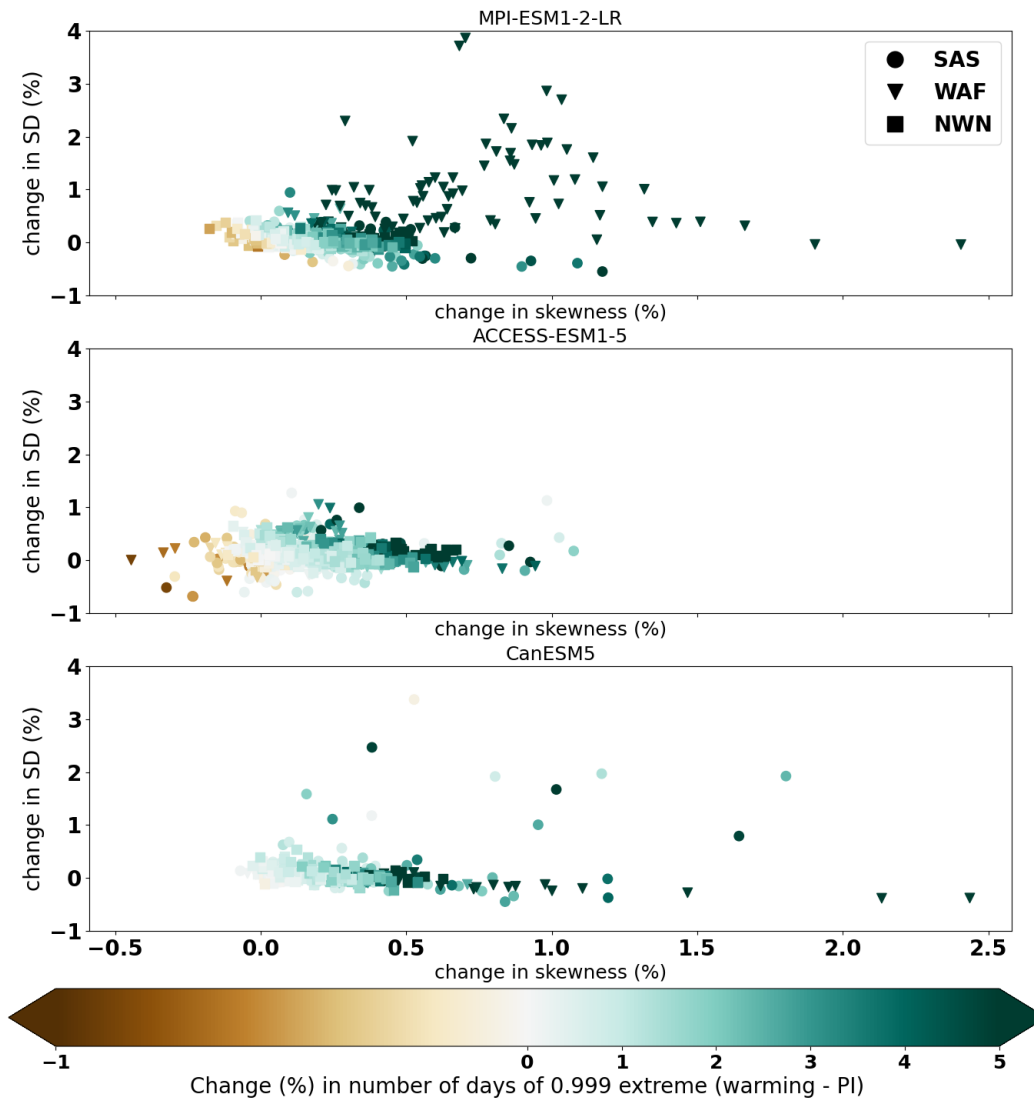 MPI-ESM1-2-LR
4
3
2
1
0
−1
change in SD (%)
SAS
WAF
NWN
change in skewness (%)
ACCESS-ESM1-5
4
3
2
1
0
−1
change in SD (%)
change in skewness (%)
CanESM5
4
3
2
1
0
−1
change in SD (%)
−0.5 0.0 0.5 1.0 1.5 2.0 2.5
change in skewness (%)
−1 0 1 2 3 4 5
Change (%) in number of days of 0.999 extreme (warming - PI)